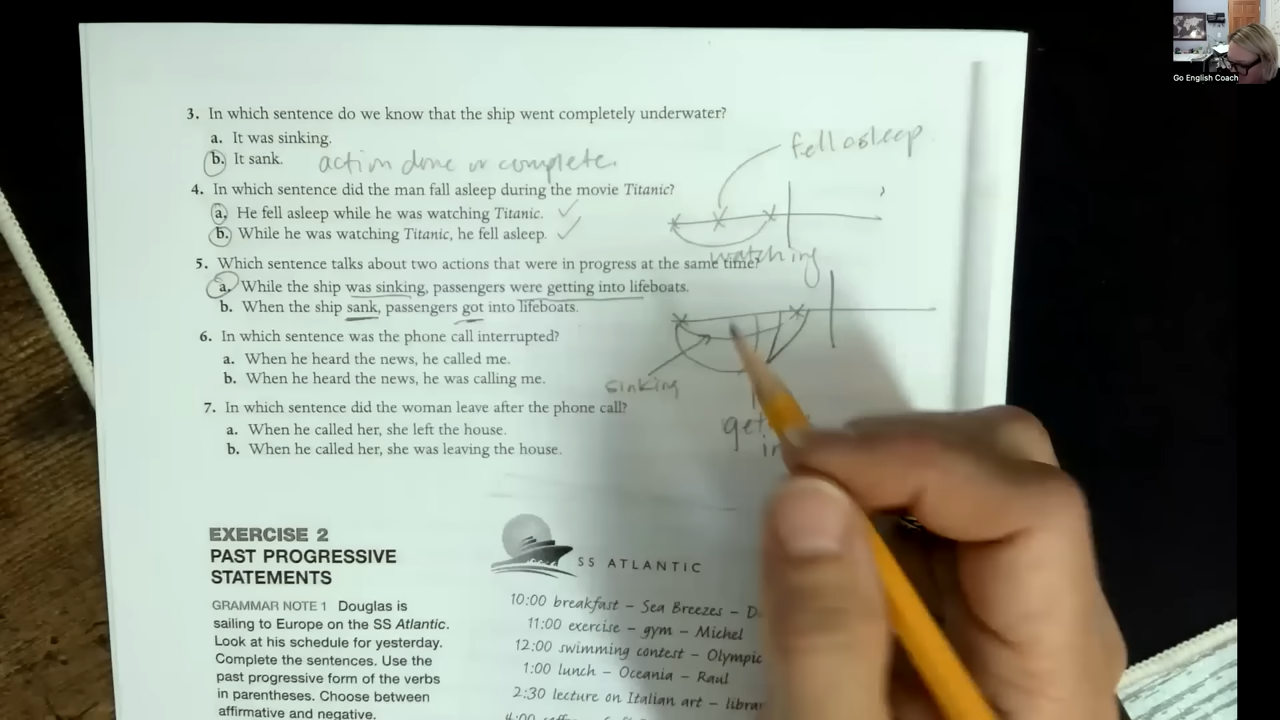 Go English Coach
3. In which sentence do we know that the ship went completely underwater?
a. It was sinking.
b. It sank. action done or complete.
fell asleep
4. In which sentence did the man fall asleep during the movie Titanic?
a. He fell asleep while he was watching Titanic.
b. While he was watching Titanic, he fell asleep.
watching
5. Which sentence talks about two actions that were in progress at the same time?
a. While the ship was sinking, passengers were getting into lifeboats.
b. When the ship sank, passengers got into lifeboats.
6. In which sentence was the phone call interrupted?
a. When he heard the news, he called me.
b. When he heard the news, he was calling me.
sinking
7. In which sentence did the woman leave after the phone call?
a. When he called her, she left the house.
b. When he called her, she was leaving the house.
EXERCISE 2
PAST PROGRESSIVE
STATEMENTS
GRAMMAR NOTE 1 Douglas is
sailing to Europe on the SS Atlantic.
Look at his schedule for yesterday.
Complete the sentences. Use the
past progressive form of the verbs
in parentheses. Choose between
affirmative and negative.
SS ATLANTIC
10:00 breakfast – Sea Breezes –
11:00 exercise – gym – Michel
12:00 swimming contest – Olympic
1:00 lunch – Oceania – Raul
2:30 lecture on Italian art –